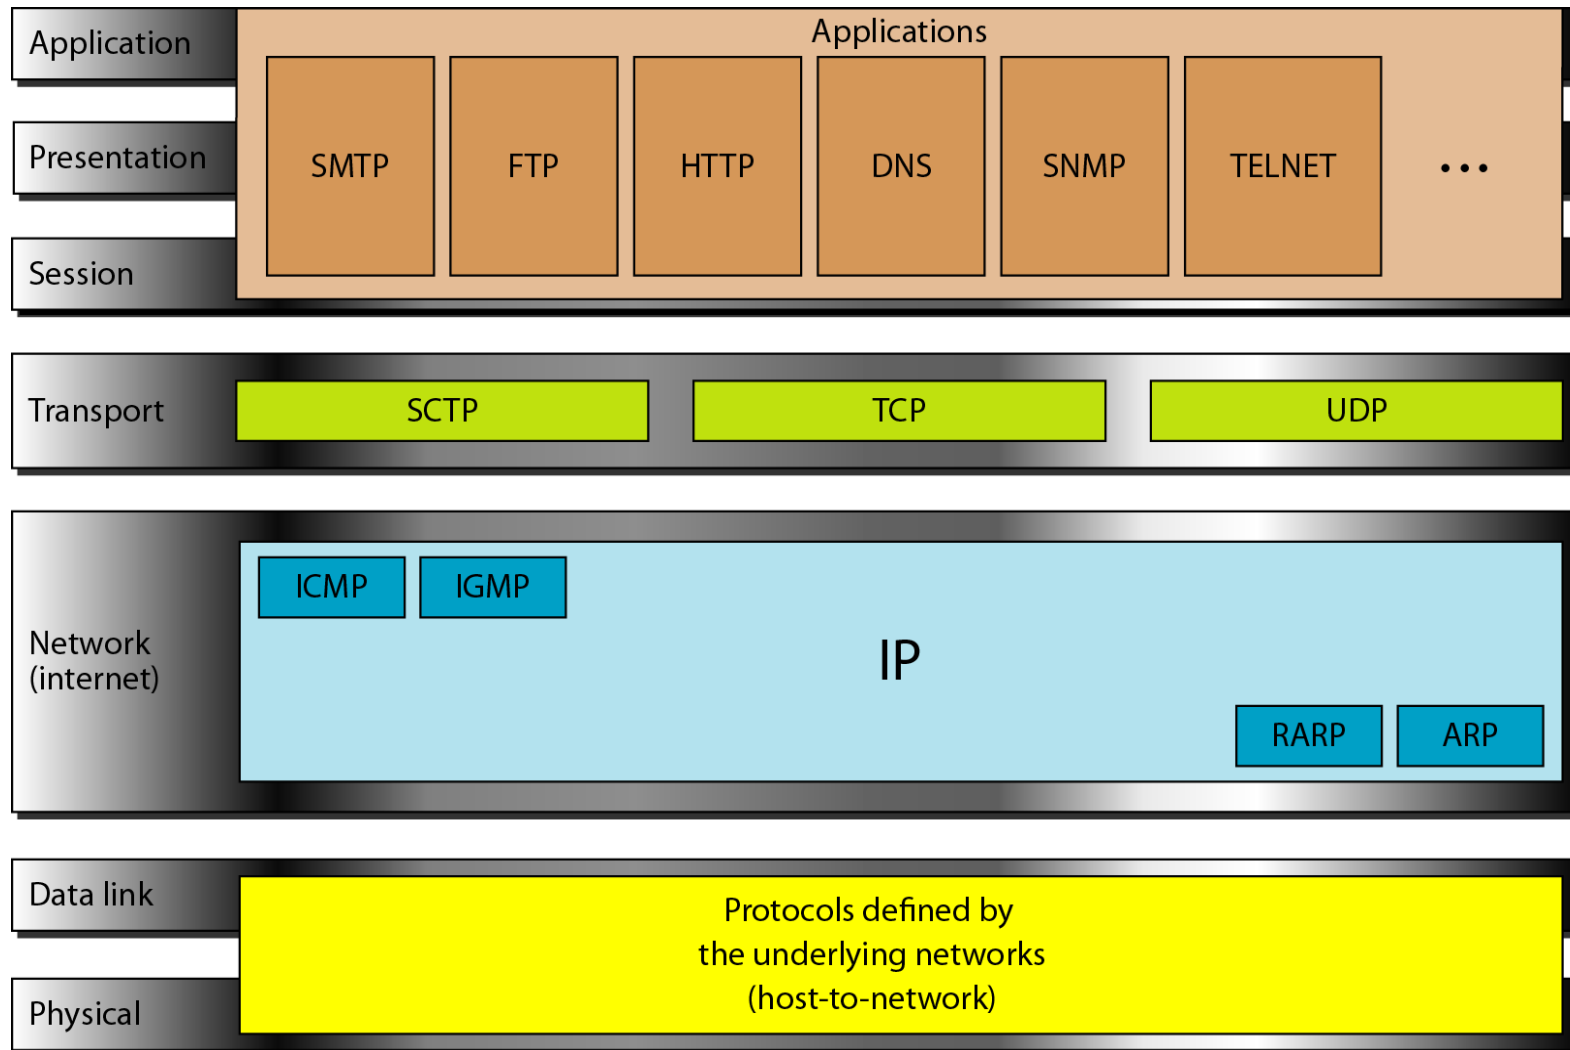 Application
Applications
Presentation
SMTP
FTP
HTTP
DNS
SNMP
TELNET
...
Session
Transport
SCTP
TCP
UDP
ICMP
IGMP
Network
(internet)
IP
RARP
ARP
Data link
Protocols defined by
the underlying networks
(host-to-network)
Physical